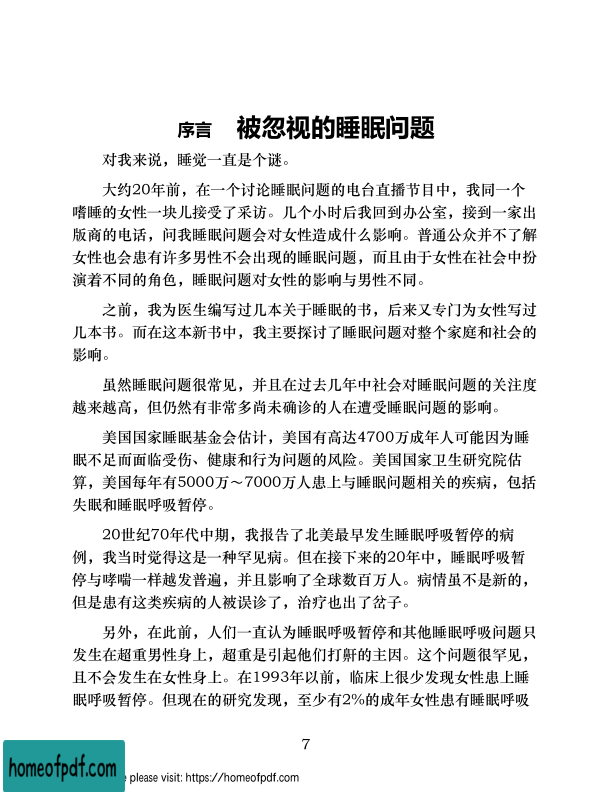 序言 被忽视的睡眠问题
对我来说，睡觉一直是个谜。
大约20年前，在一个讨论睡眠问题的电台直播节目中，我同一个
嗜睡的女性一块儿接受了采访。几个小时后我回到办公室，接到一家出
版商的电话，问我睡眠问题会对女性造成什么影响。普通公众并不了解
女性也会患有许多男性不会出现的睡眠问题，而且由于女性在社会中扮
演着不同的角色，睡眠问题对女性的影响与男性不同。
之前，我为医生编写过几本关于睡眠的书，后来又专门为女性写过
几本书。而在这本新书中，我主要探讨了睡眠问题对整个家庭和社会的
影响。
虽然睡眠问题很常见，并且在过去几年中社会对睡眠问题的关注度
越来越高，但仍然有非常多尚未确诊的人在遭受睡眠问题的影响。
美国国家睡眠基金会估计，美国有高达4700万成年人可能因为睡
眠不足而面临受伤、健康和行为问题的风险。美国国家卫生研究院估
算，美国每年有5000万～7000万人患上与睡眠问题相关的疾病，包括
失眠和睡眠呼吸暂停。
20世纪70年代中期，我报告了北美最早发生睡眠呼吸暂停的病
例，我当时觉得这是一种罕见病。但在接下来的20年中，睡眠呼吸暂
停与哮喘一样越发普遍，并且影响了全球数百万人。病情虽不是新的，
但是患有这类疾病的人被误诊了，治疗也出了岔子。
另外，在此前，人们一直认为睡眠呼吸暂停和其他睡眠呼吸问题只
发生在超重男性身上，超重是引起他们打鼾的主因。这个问题很罕见，
且不会发生在女性身上。在1993年以前，临床上很少发现女性患上睡
眠呼吸暂停。但现在的研究发现，至少有2%的成年女性患有睡眠呼吸
7
homeofpdf.com
please visit: https://homeofpdf.com